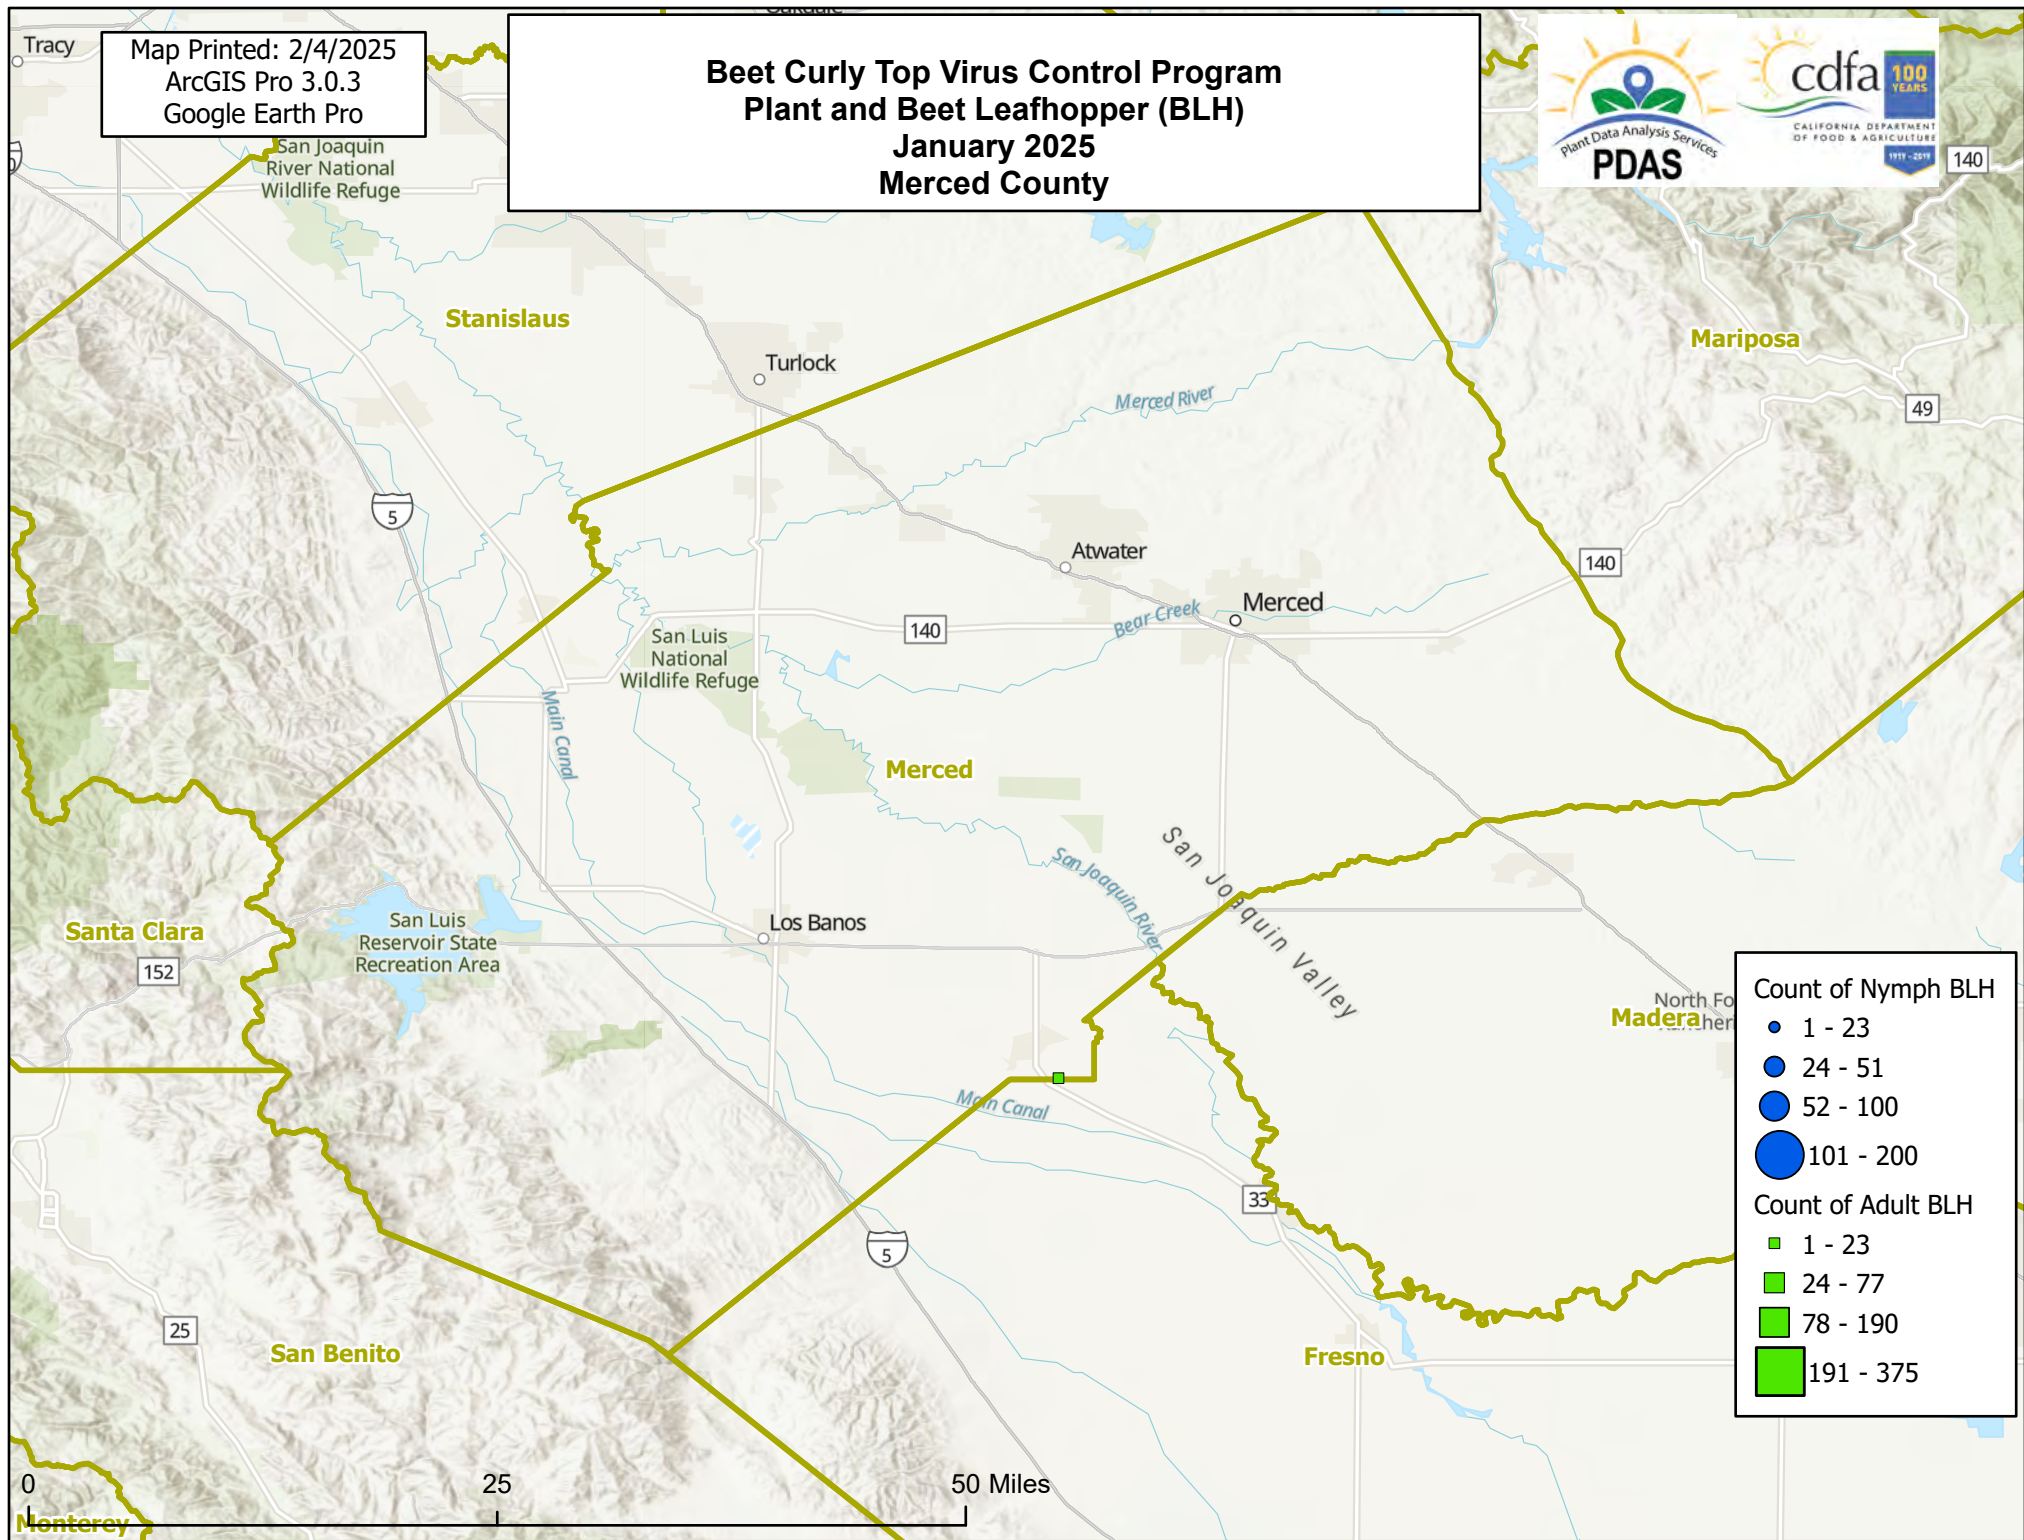 Oakdale
Tracy
Map Printed: 2/4/2025
ArcGIS Pro 3.0.3
Google Earth Pro
Beet Curly Top Virus Control Program
Plant and Beet Leafhopper (BLH)
January 2025
Merced County
Plant Data Analysis Services
PDAS
cdfa
100
YEARS
CALIFORNIA DEPARTMENT
OF FOOD & AGRICULTURE
1919 - 2019
140
San Joaquin
River National
Wildlife Refuge
Stanislaus
Mariposa
Turlock
Merced River
49
5
Atwater
140
Merced
Bear Creek
140
San Luis
National
Wildlife Refuge
Main Canal
Merced
San Joaquin River
San Joaquin Valley
Santa Clara
152
San Luis
Reservoir State
Recreation Area
Los Banos
North Fo
Madera
Main Canal
33
5
25
San Benito
Fresno
Count of Nymph BLH
1 - 23
24 - 51
52 - 100
101 - 200
Count of Adult BLH
1 - 23
24 - 77
78 - 190
191 - 375
0 25 50 Miles
Monterey